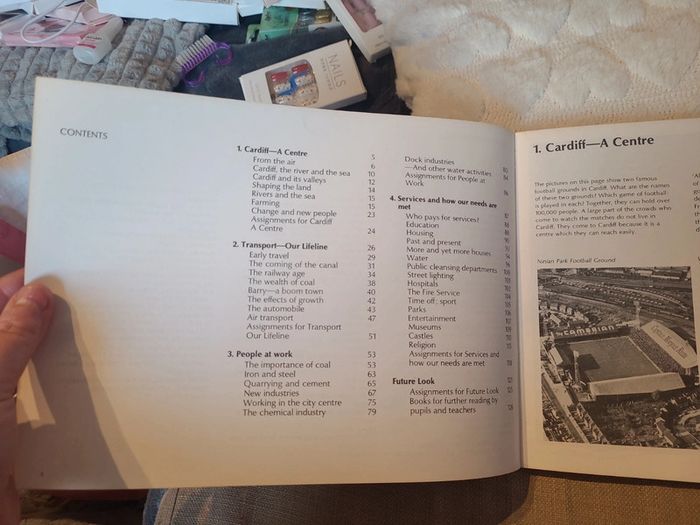 NAILS
CONTENTS
1. Cardiff—A Centre
From the air 5
Cardiff, the river and the sea 6
Cardiff and its valleys 10
Shaping the land 12
Rivers and the sea 14
Farming 15
Change and new people 15
Assignments for Cardiff 23
A Centre 24
2. Transport—Our Lifeline 26
Early travel 29
The coming of the canal 31
The railway age 34
The wealth of coal 38
Barry—a boom town 40
The effects of growth 42
The automobile 43
Air transport 47
Assignments for Transport
Our Lifeline 51
3. People at work 53
The importance of coal 53
Iron and steel 63
Quarrying and cement 65
New industries 67
Working in the city centre 75
The chemical industry 79
Dock industries
—And other water activities
Assignments for People at
Work
4. Services and how our needs are
met
Who pays for services?
Education
Housing
Past and present
More and yet more houses
Water
Public cleansing departments
Street lighting
Hospitals
The Fire Service
Time off; sport
Parks
Entertainment
Museums
Castles
Religion
Assignments for Services and
how our needs are met
Future Look
Assignments for Future Look
Books for further reading by
pupils and teachers
1. Cardiff—A Centre
The pictures on this page show two famous
football grounds in Cardiff. What are the names
of these two grounds? Which game of football
is played in each? Together, they can hold over
100,000 people. A large part of the crowds who
come to watch the matches do not live in
Cardiff. They come to Cardiff because it is a
centre which they can reach easily.
Ninian Park Football Ground